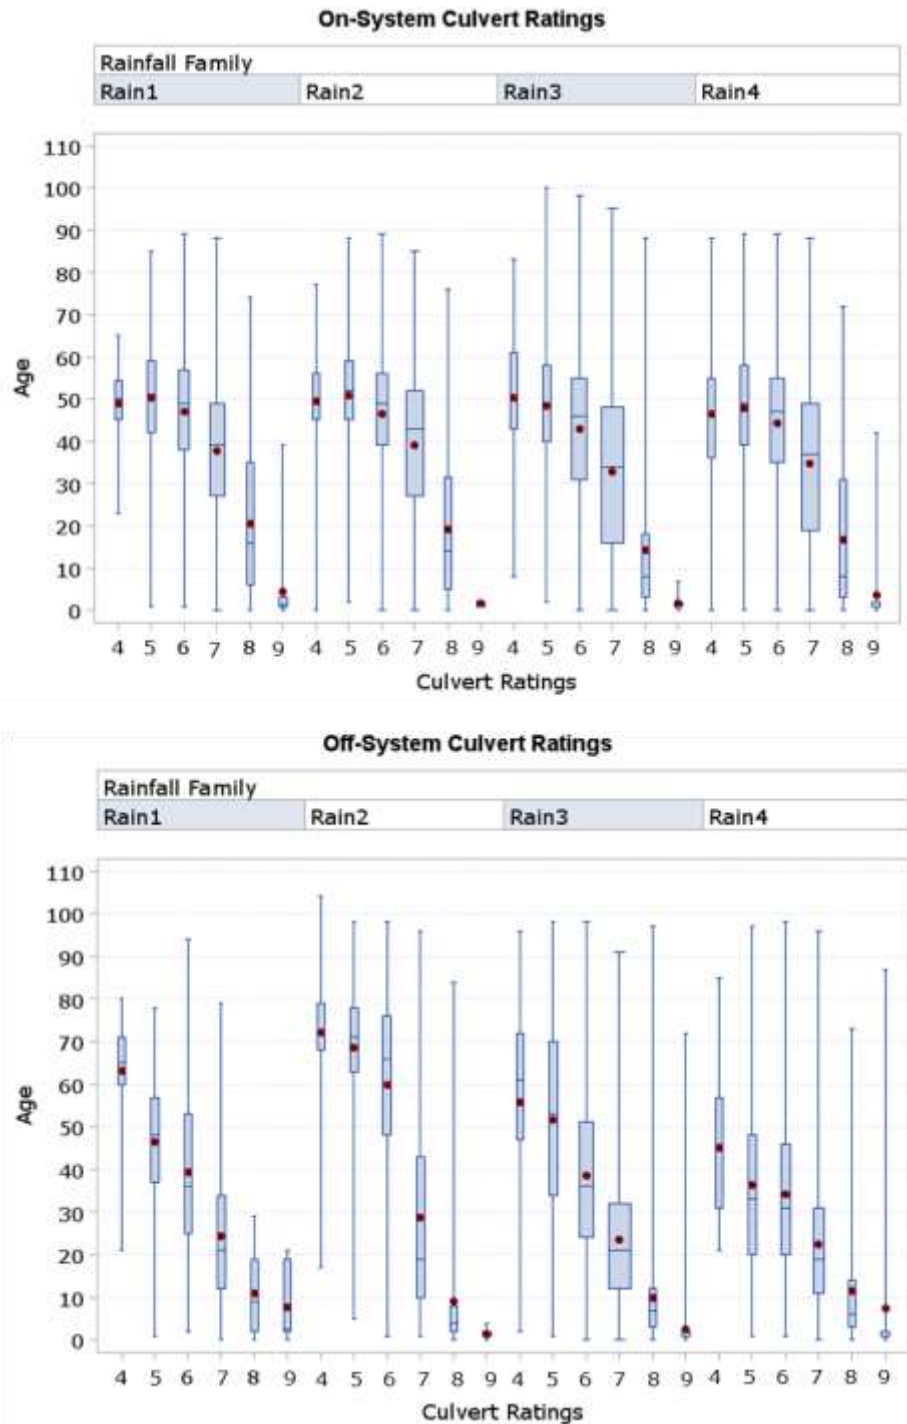 On-System Culvert Ratings
Rainfall Family
Rain1 Rain2 Rain3 Rain4
110
100
90
80
70
60
50
40
30
20
10
0
Age
4 5 6 7 8 9 4 5 6 7 8 9 4 5 6 7 8 9 4 5 6 7 8 9
Culvert Ratings
Off-System Culvert Ratings
Rainfall Family
Rain1 Rain2 Rain3 Rain4
110
100
90
80
70
60
50
40
30
20
10
0
Age
4 5 6 7 8 9 4 5 6 7 8 9 4 5 6 7 8 9 4 5 6 7 8 9
Culvert Ratings